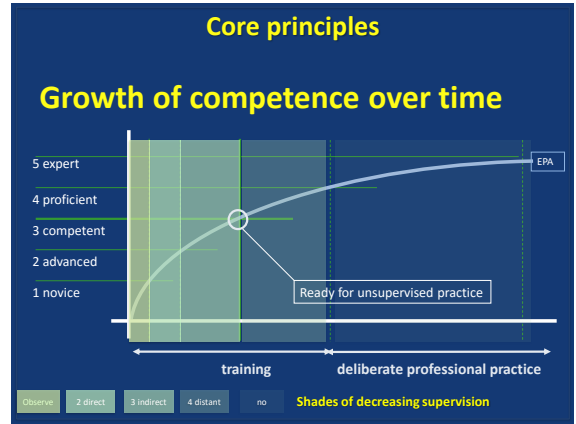 Core principles
Growth of competence over time
5 expert
EPA
4 proficient
3 competent
2 advanced
Ready for unsupervised practice
1 novice
training
deliberate professional practice
Observe
2 direct
3 indirect
4 distant
no
Shades of decreasing supervision